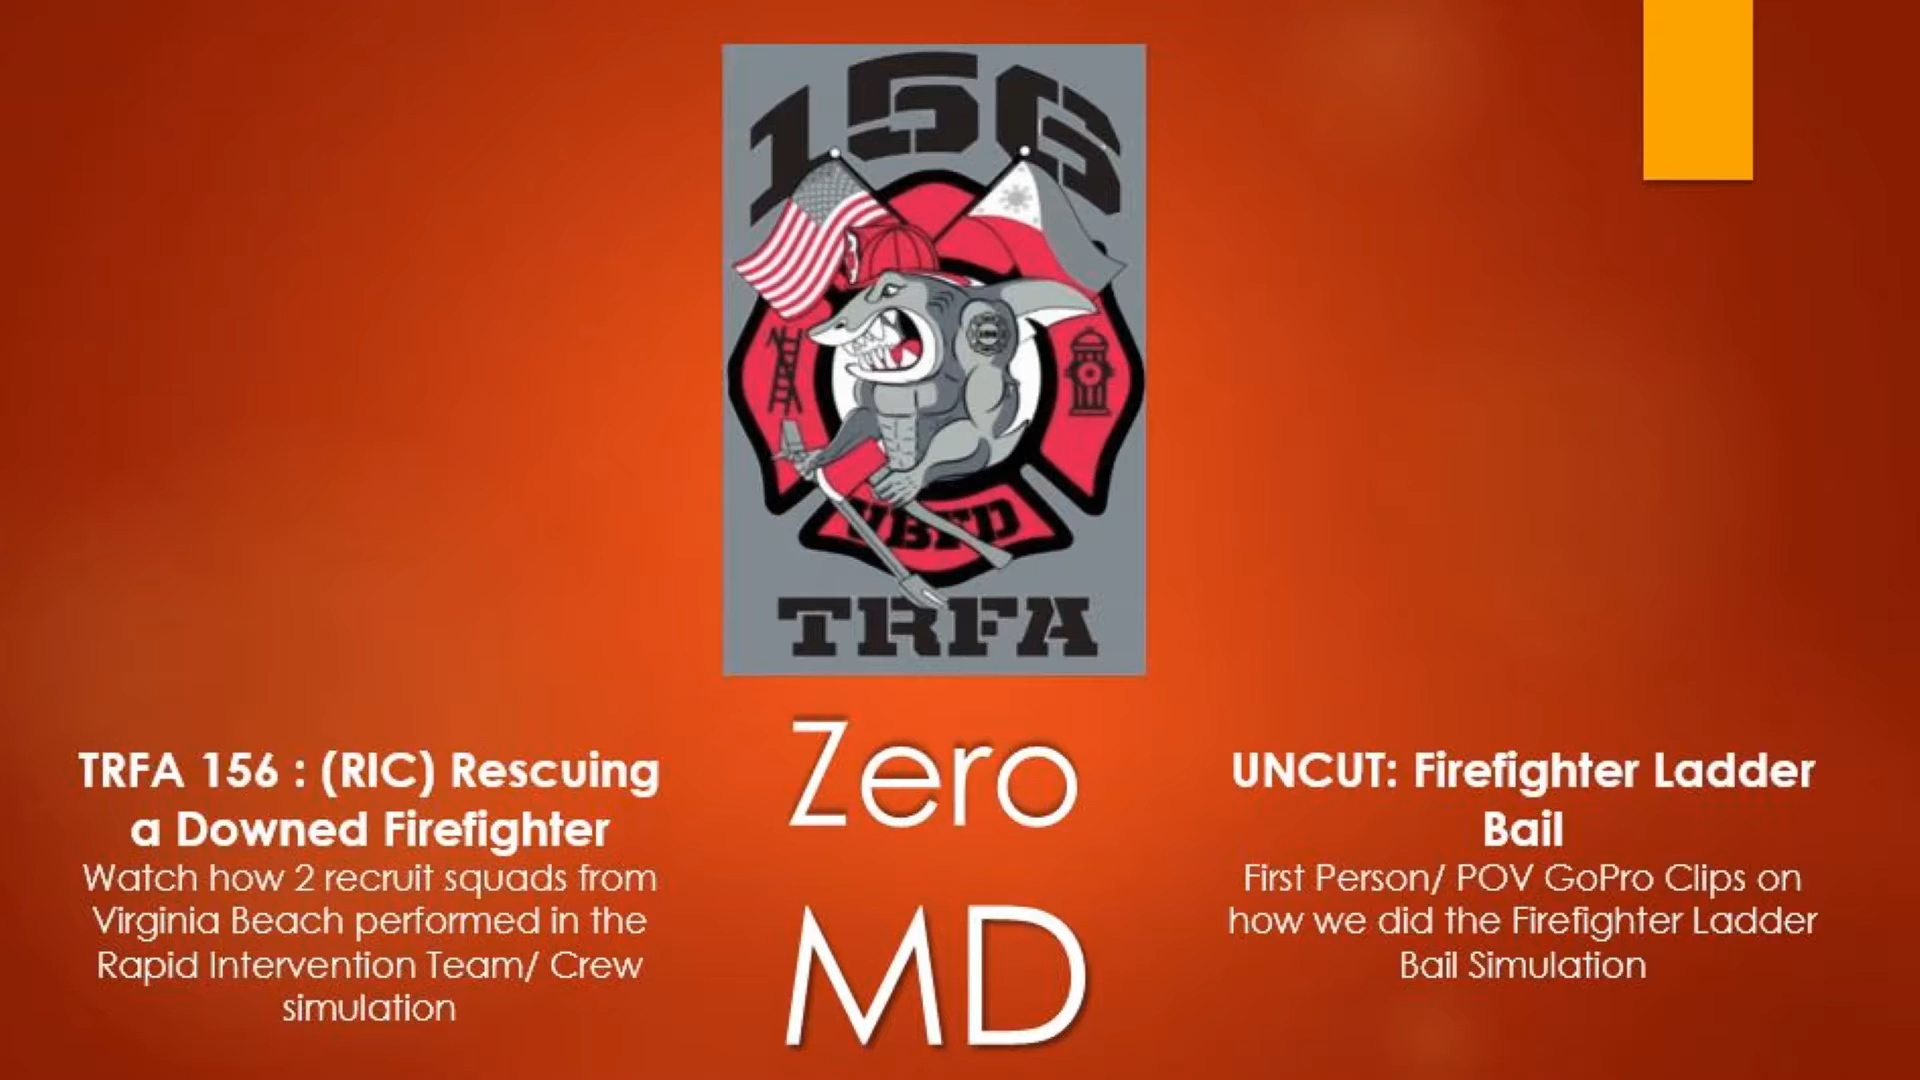 156
TRFA
Zero
MD
TRFA 156 : (RIC) Rescuing
a Downed Firefighter
Watch how 2 recruit squads from
Virginia Beach performed in the
Rapid Intervention Team/ Crew
simulation
UNCUT: Firefighter Ladder
Bail
First Person/ POV GoPro Clips on
how we did the Firefighter Ladder
Bail Simulation